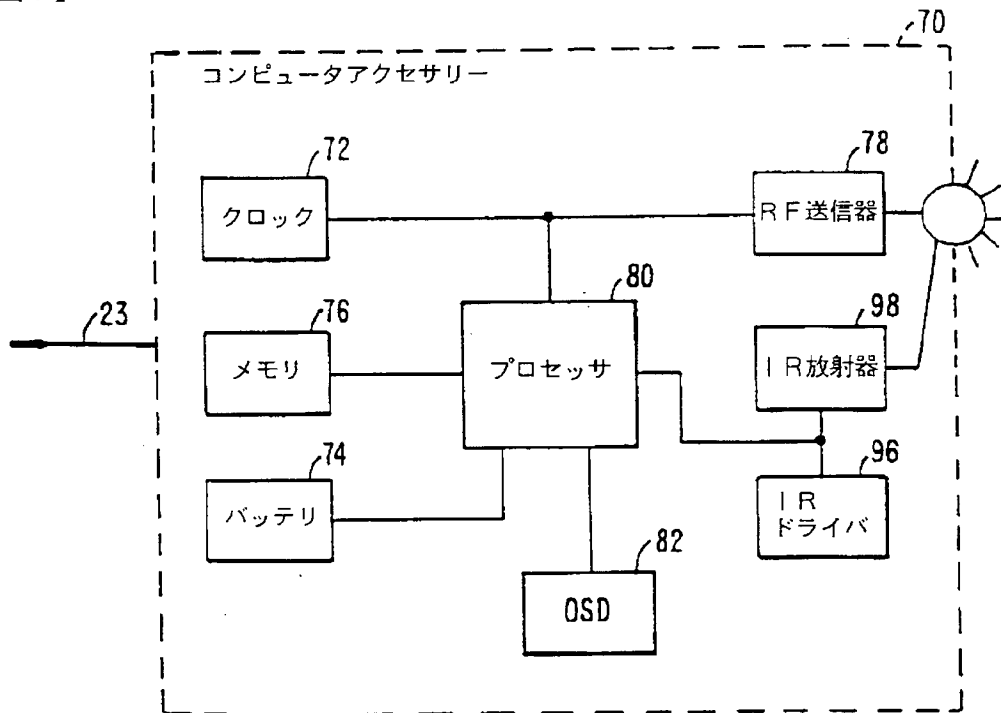 70
コンピュータアクセサリー
72
クロック
78
RF送信器
80
プロセッサ
23
76
メモリ
98
IR放射器
74
バッテリ
96
IR
ドライバ
82
OSD